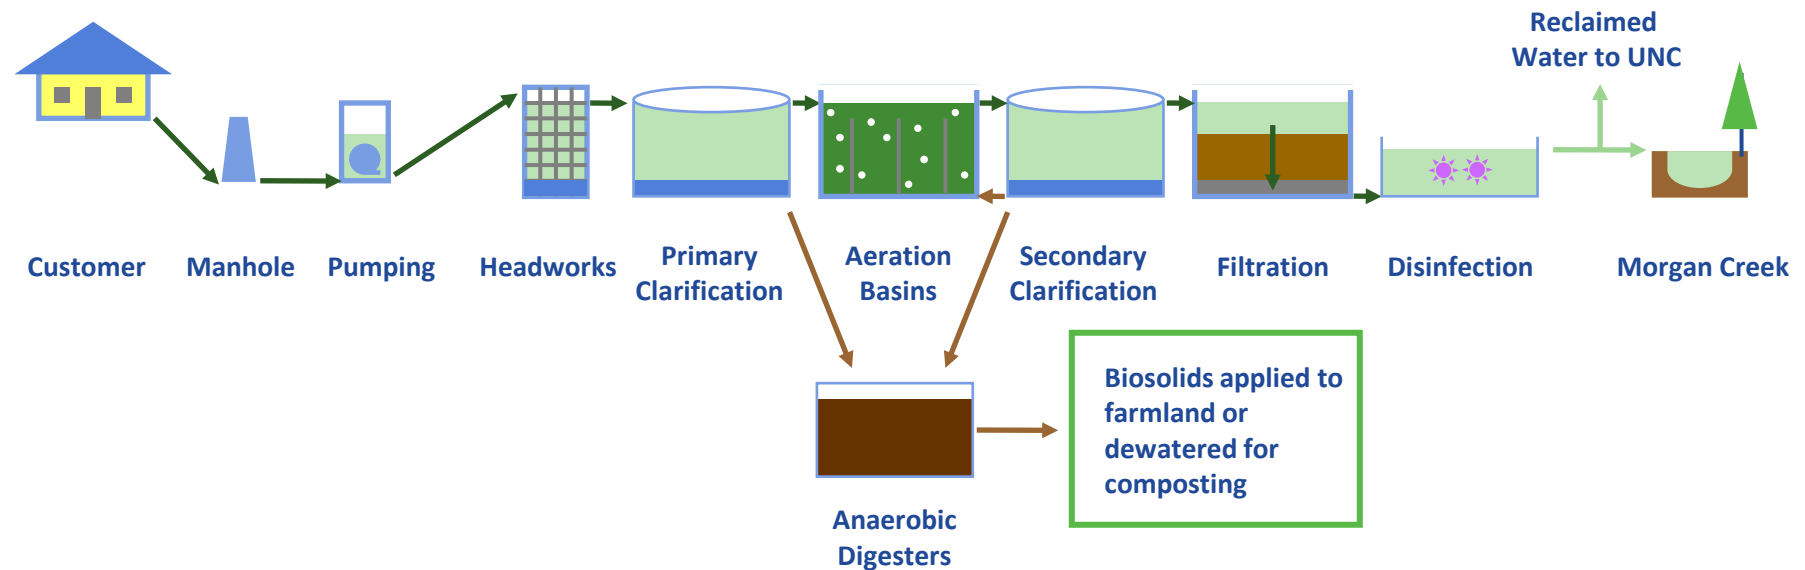 Reclaimed
Water to UNC
Customer
Manhole
Pumping
Headworks
Primary
Clarification
Aeration
Basins
Secondary
Clarification
Filtration
Disinfection
Morgan Creek
Biosolids applied to
farmland or
dewatered for
composting
Anaerobic
Digesters